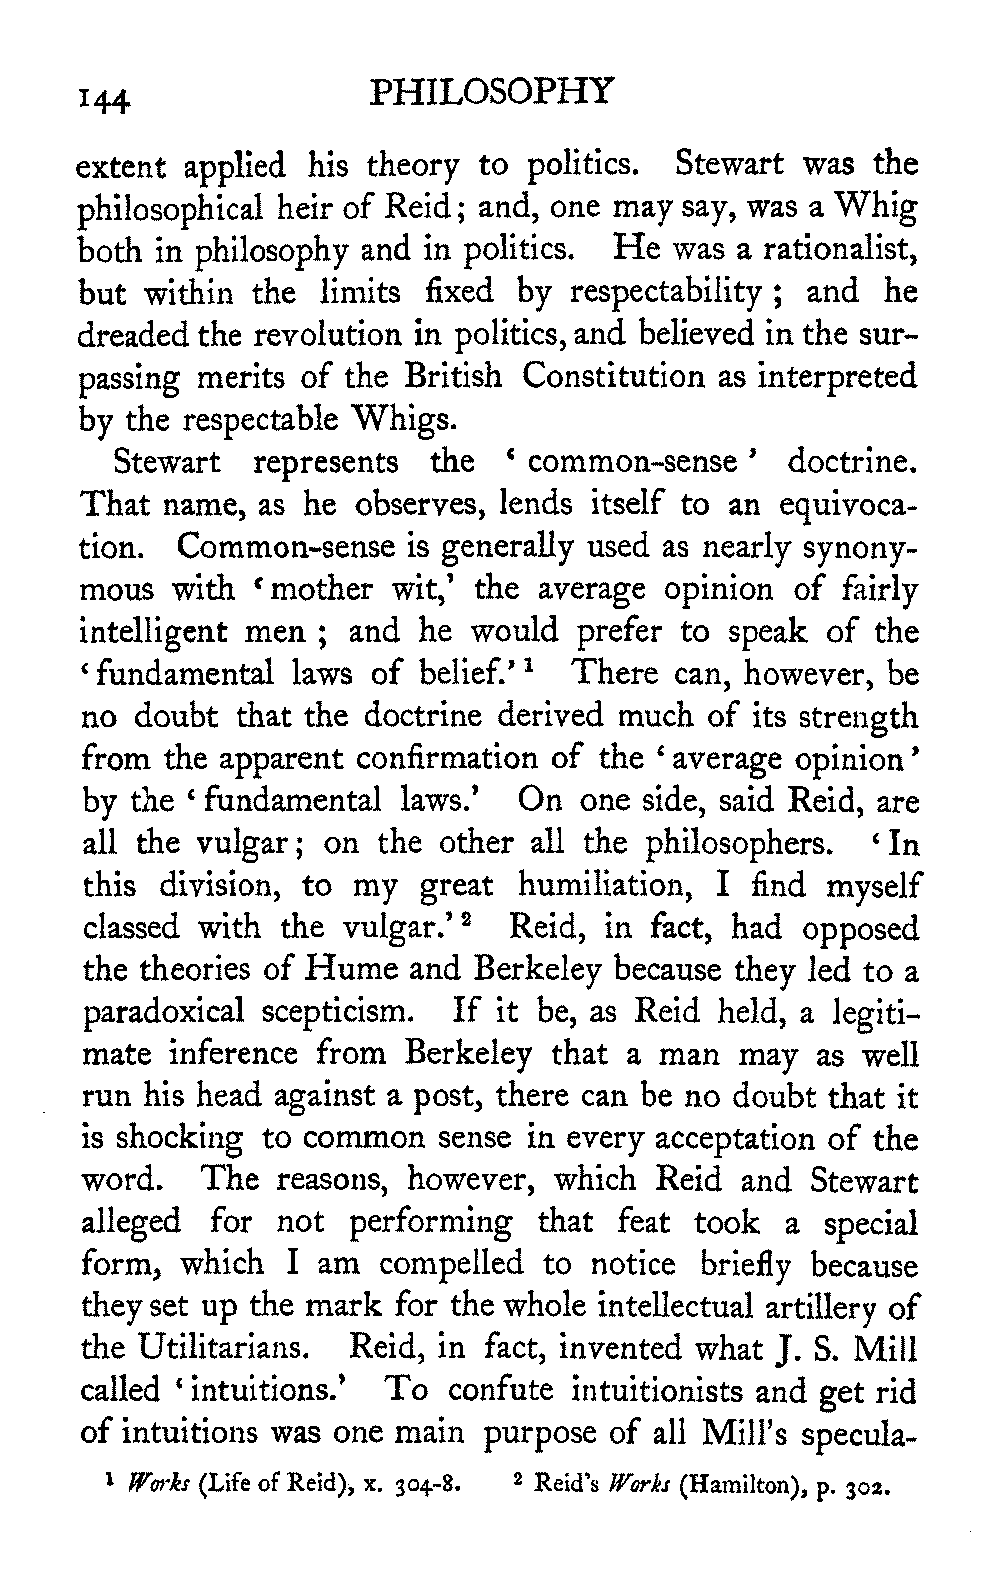 144 PHILOSOPHY
extent applied his theory to politics. Stewart was the
philosophical heir of Reid; and, one may say, was a Whig
both in philosophy and in politics. He was a rationalist,
but within the limits fixed by respectability; and he
dreaded the revolution in politics, and believed in the sur-
passing merits of the British Constitution as interpreted
by the respectable Whigs.
Stewart represents the ‘common-sense’ doctrine.
That name, as he observes, lends itself to an equivoca-
tion. Common-sense is generally used as nearly synony-
mous with ‘mother wit,’ the average opinion of fairly
intelligent men; and he would prefer to speak of the
‘fundamental laws of belief.’¹ There can, however, be
no doubt that the doctrine derived much of its strength
from the apparent confirmation of the ‘average opinion’
by the ‘fundamental laws.’ On one side, said Reid, are
all the vulgar; on the other all the philosophers. ‘In
this division, to my great humiliation, I find myself
classed with the vulgar.’² Reid, in fact, had opposed
the theories of Hume and Berkeley because they led to a
paradoxical scepticism. If it be, as Reid held, a legiti-
mate inference from Berkeley that a man may as well
run his head against a post, there can be no doubt that it
is shocking to common sense in every acceptation of the
word. The reasons, however, which Reid and Stewart
alleged for not performing that feat took a special
form, which I am compelled to notice briefly because
they set up the mark for the whole intellectual artillery of
the Utilitarians. Reid, in fact, invented what J. S. Mill
called ‘intuitions.’ To confute intuitionists and get rid
of intuitions was one main purpose of all Mill's specula-
¹ Works (Life of Reid), x. 304-8. ² Reid's Works (Hamilton), p. 302.